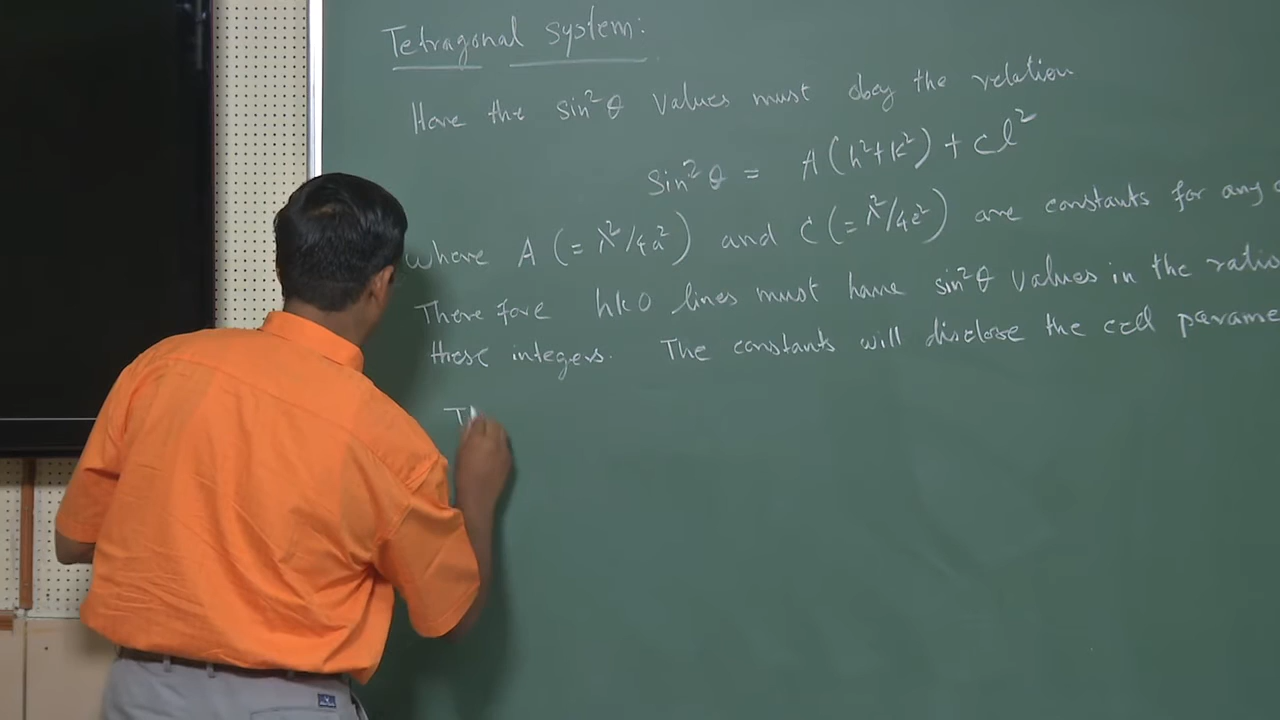 Tetragonal system:
Here the sin²θ values must obey the relation
Sin²θ = A(h²+k²) + Cl²
where A (=λ²/4a²) and C (=λ²/4c²) are constants for any
Therefore hk0 lines must have sin²θ values in the ratio
these integers. The constants will disclose the cell parame
T